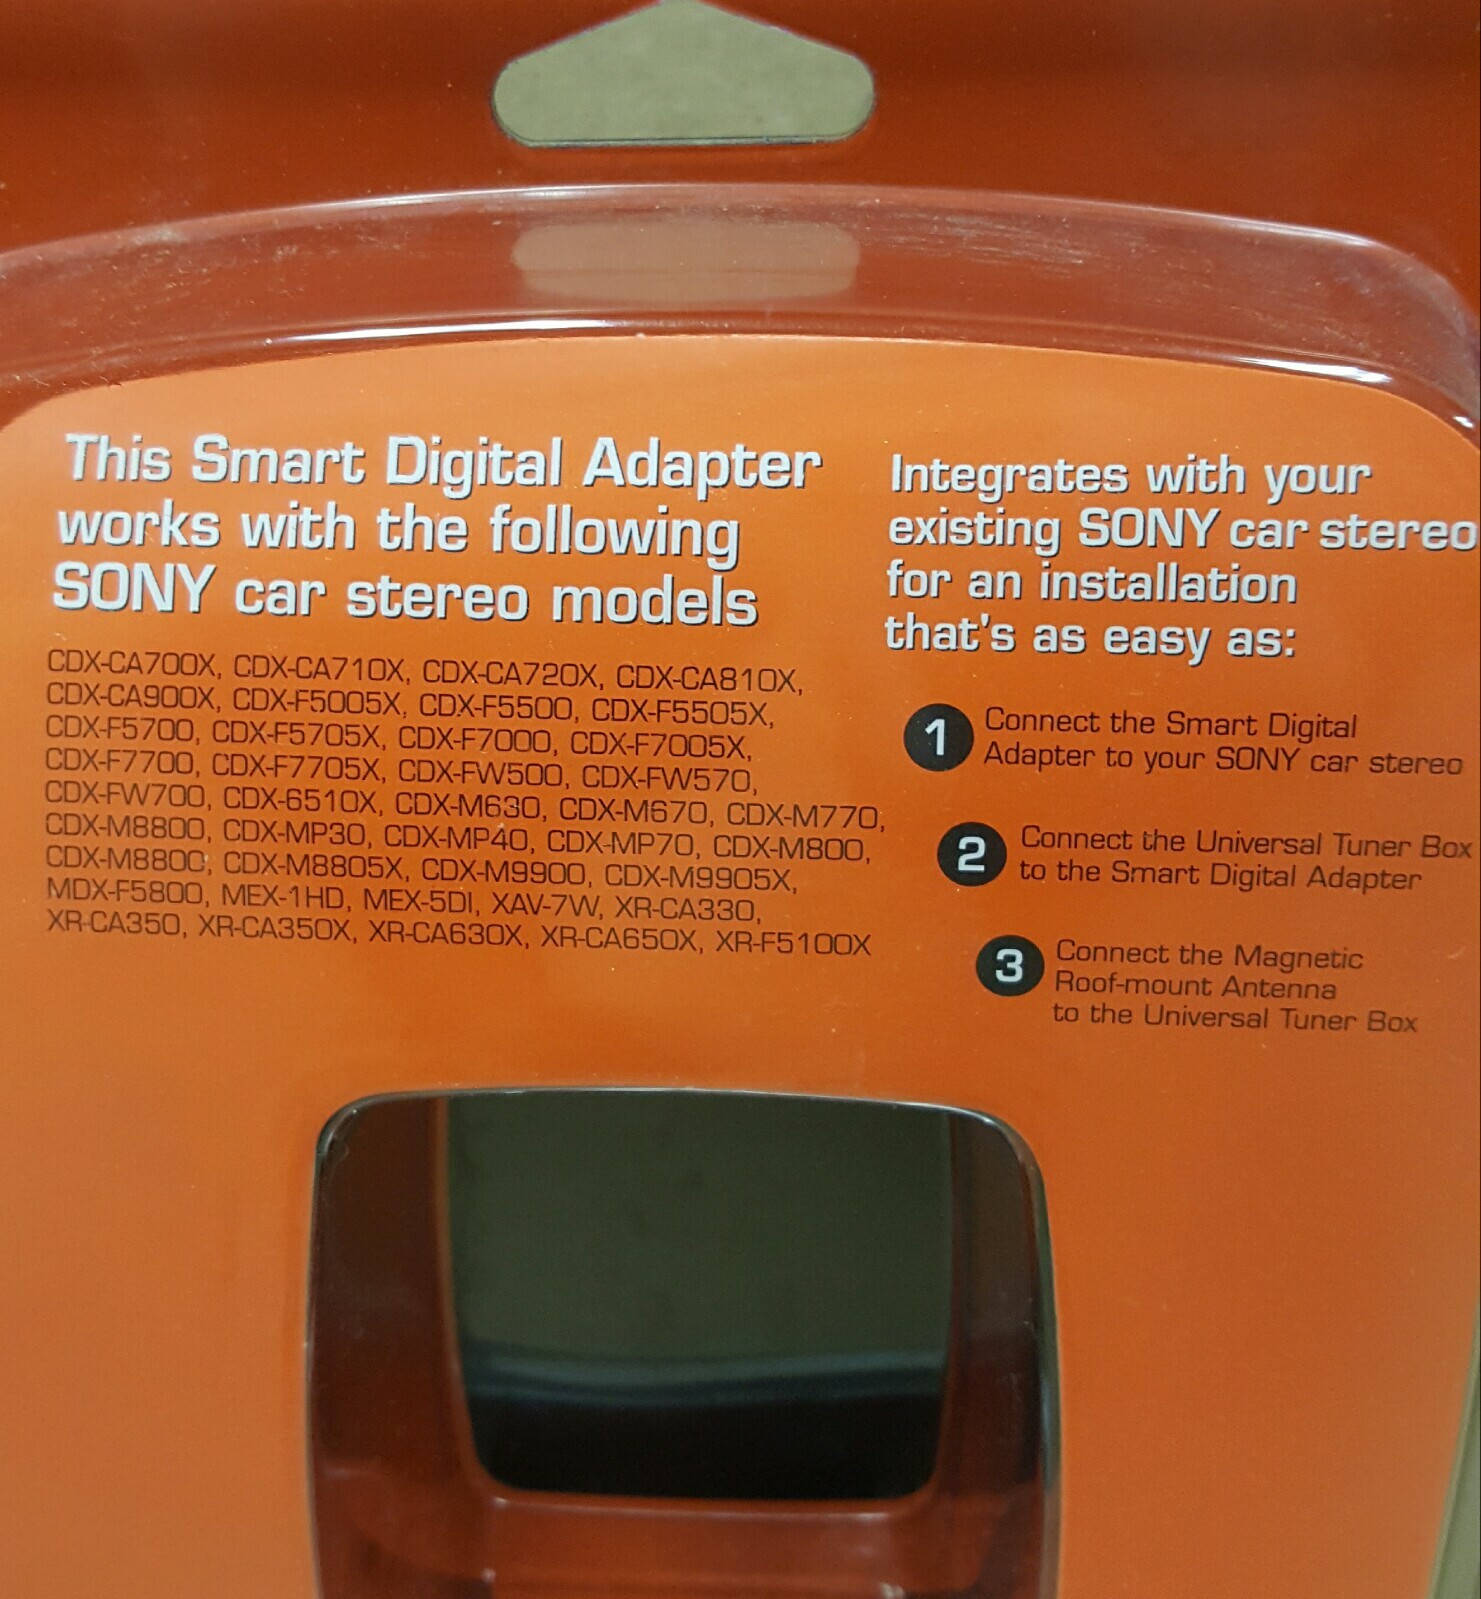 This Smart Digital Adapter
works with the following
SONY car stereo models
CDX-CA700X, CDX-CA710X, CDX-CA720X, CDX-CA810X,
CDX-CA900X, CDX-F5005X, CDX-F5500, CDX-F5505X,
CDX-F5700, CDX-F5705X, CDX-F7000, CDX-F7005X,
CDX-F7700, CDX-F7705X, CDX-FW500, CDX-FW570,
CDX-FW700, CDX-6510X, CDX-M630, CDX-M670, CDX-M770,
CDX-M8800, CDX-MP30, CDX-MP40, CDX-MP70, CDX-M800,
CDX-M8800, CDX-M8805X, CDX-M9900, CDX-M9905X,
MDX-F5800, MEX-1HD, MEX-5DI, XAV-7W, XR-CA330,
XR-CA350, XR-CA350X, XR-CA630X, XR-CA650X, XR-F5100X
Integrates with your
existing SONY car stereo
for an installation
that's as easy as:
1 Connect the Smart Digital
Adapter to your SONY car stereo
2 Connect the Universal Tuner Box
to the Smart Digital Adapter
3 Connect the Magnetic
Roof-mount Antenna
to the Universal Tuner Box